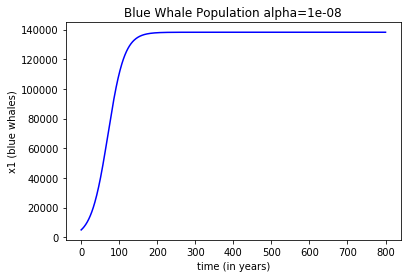 Blue Whale Population alpha=1e-08
140000
120000
100000
80000
60000
40000
20000
0
x1 (blue whales)
0 100 200 300 400 500 600 700 800
time (in years)